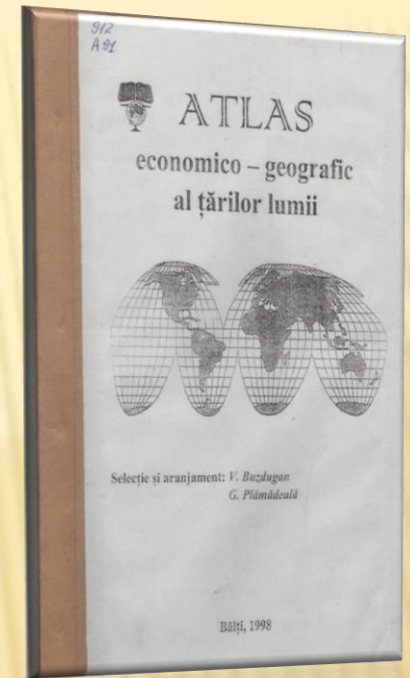 912
A91
ATLAS
economico – geografic
al țărilor lumii
Selecție și aranjament: V. Buzdugan
G. Plămădeală
Bălți, 1998